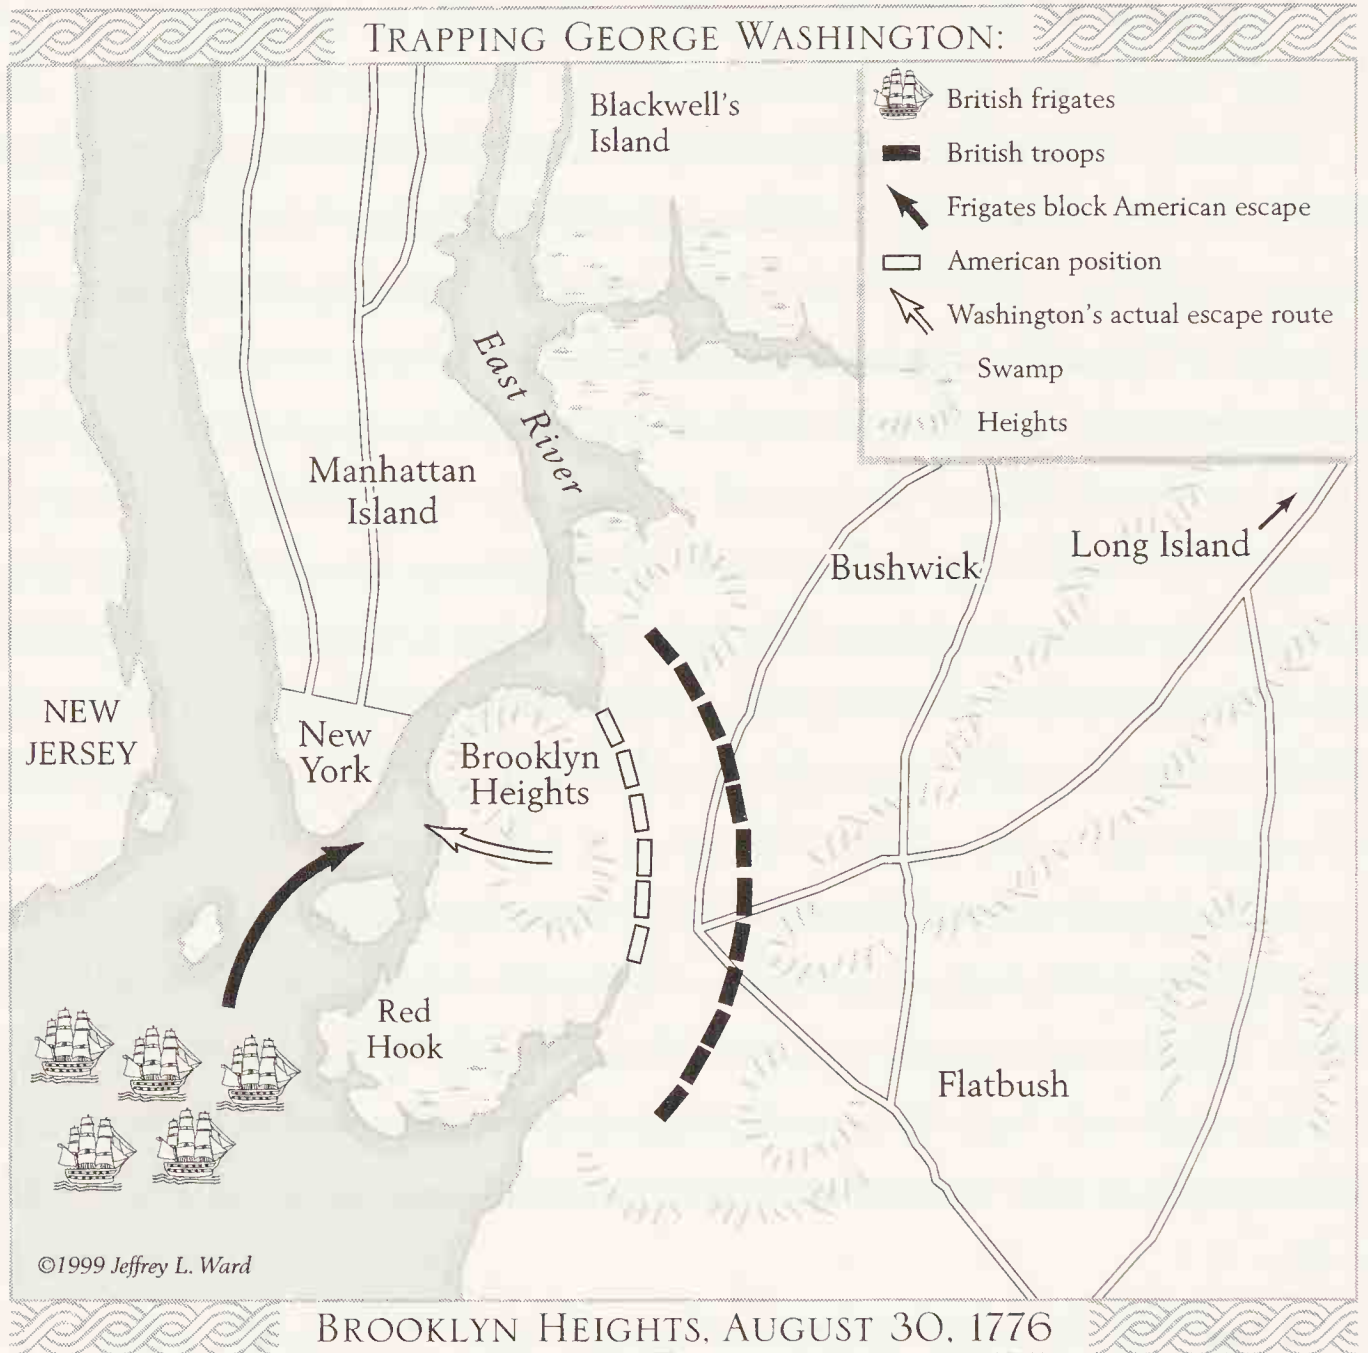 TRAPPING GEORGE WASHINGTON:
British frigates
British troops
Frigates block American escape
American position
Washington's actual escape route
Swamp
Heights
Blackwell's
Island
East River
Manhattan
Island
Bushwick
Long Island
NEW
JERSEY
New
York
Brooklyn
Heights
Red
Hook
Flatbush
©1999 Jeffrey L. Ward
BROOKLYN HEIGHTS, AUGUST 30, 1776